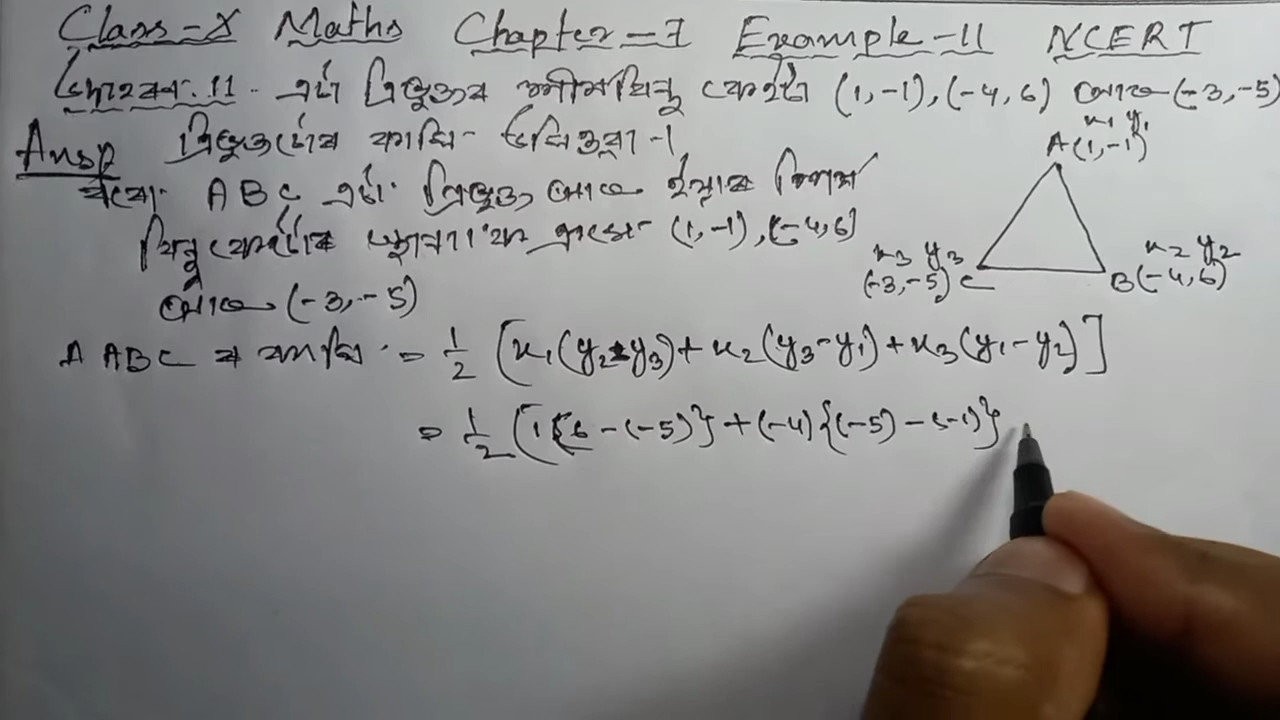 Class-X Maths Chapter-7 Example-11 NCERT
উদাহৰণ: 11. এটা ত্ৰিভুজৰ শীৰ্ষবিন্দু কেইটা (1,-1), (-4, 6) আৰু (-3,-5)
Ans: ত্ৰিভুজটোৰ কালি উলিওৱা।
ধৰো ABC এটা ত্ৰিভুজ আৰু ইয়াৰ
বিন্দু কেইটাৰ স্থানাংক ক্ৰমে (1,-1), (-4,6)
আৰু (-3,-5)
Δ ABC ৰ কালি = 1/2 [x₁(y₂-y₃)+x₂(y₃-y₁)+x₃(y₁-y₂)]
= 1/2 [1{6-(-5)}+(-4){(-5)-(-1)}
x₁ y₁
A(1,-1)
x₃ y₃
(-3,-5) C
x₂ y₂
B(-4,6)